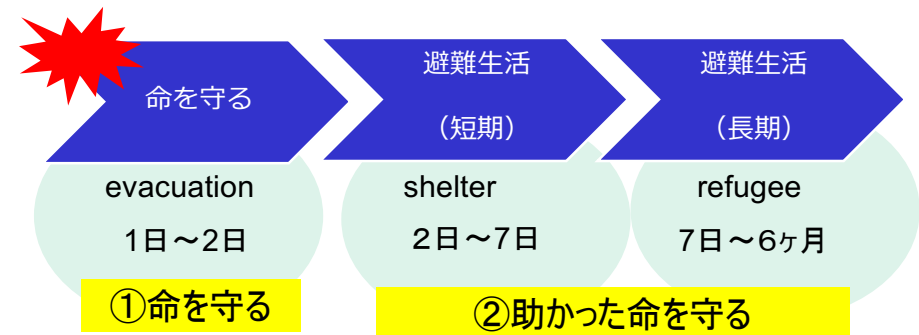 命を守る
避難生活
（短期）
避難生活
（長期）
evacuation
1日～2日
shelter
２日～7日
refugee
7日～６ヶ月
①命を守る
②助かった命を守る